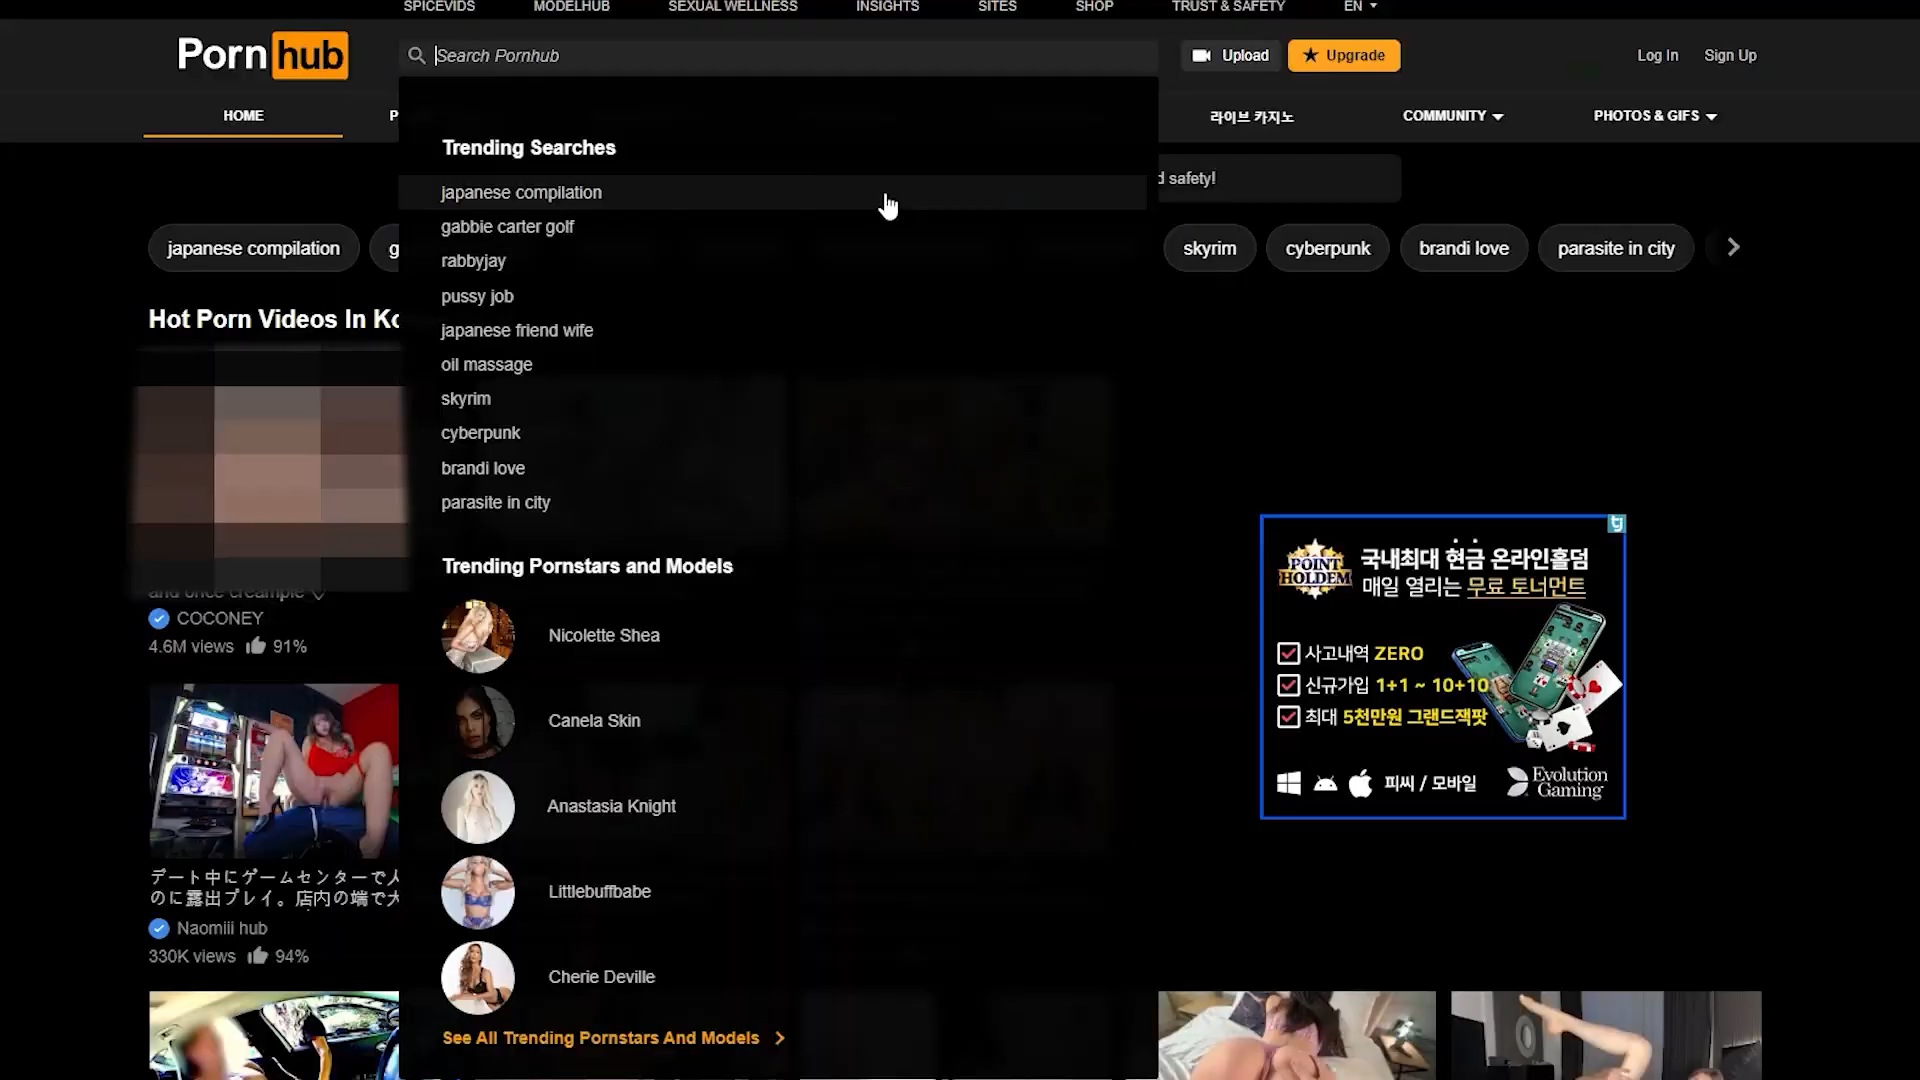 SPICEVIDS MODELHUB SEXUAL WELLNESS INSIGHTS SITES SHOP TRUST & SAFETY EN
Porn hub
Search Pornhub
Upload
Upgrade
Log In
Sign Up
HOME
P
라이브 카지노
COMMUNITY
PHOTOS & GIFS
d safety!
japanese compilation
g
skyrim
cyberpunk
brandi love
parasite in city
Trending Searches
japanese compilation
gabbie carter golf
rabbyjay
pussy job
japanese friend wife
oil massage
skyrim
cyberpunk
brandi love
parasite in city
Trending Pornstars and Models
Nicolette Shea
Canela Skin
Anastasia Knight
Littlebuffbabe
Cherie Deville
See All Trending Pornstars And Models
Hot Porn Videos In Ko
and once creampie
COCONEY
4.6M views 91%
デート中にゲームセンターで人
のに露出プレイ。店内の端で大
Naomiii hub
330K views 94%
POINT
HOLDEM
국내최대 현금 온라인홀덤
매일 열리는 무료 토너먼트
사고내역 ZERO
신규가입 1+1 ~ 10+10
최대 5천만원 그랜드잭팟
피씨 / 모바일
Evolution
Gaming